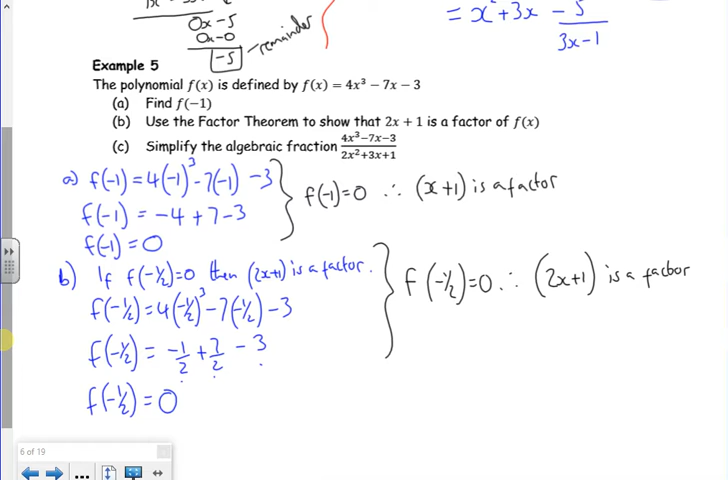 0x - 5
0x - 0
-5 - remainder
= x² + 3x - 5/(3x - 1)
Example 5
The polynomial f(x) is defined by f(x) = 4x³ − 7x − 3
(a) Find f(−1)
(b) Use the Factor Theorem to show that 2x + 1 is a factor of f(x)
(c) Simplify the algebraic fraction (4x³−7x−3)/(2x²+3x+1)
a) f(-1) = 4(-1)³ - 7(-1) - 3
f(-1) = -4 + 7 - 3
f(-1) = 0
f(-1) = 0 ∴ (x+1) is a factor
b) If f(-½) = 0 then (2x+1) is a factor.
f(-½) = 4(-½)³ - 7(-½) - 3
f(-½) = -1/2 + 7/2 - 3
f(-½) = 0
f(-½) = 0 ∴ (2x+1) is a factor
6 of 19